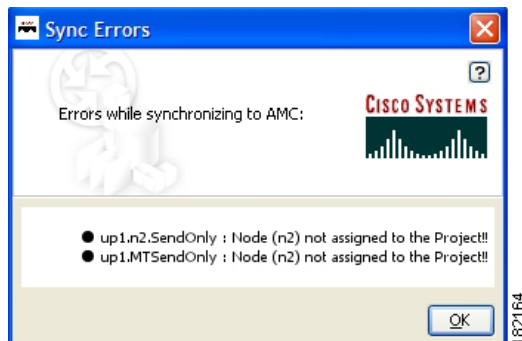 Sync Errors
?
Errors while synchronizing to AMC:
CISCO SYSTEMS
up1.n2.SendOnly : Node (n2) not assigned to the Project!!
up1.MTSendOnly : Node (n2) not assigned to the Project!!
OK
182164